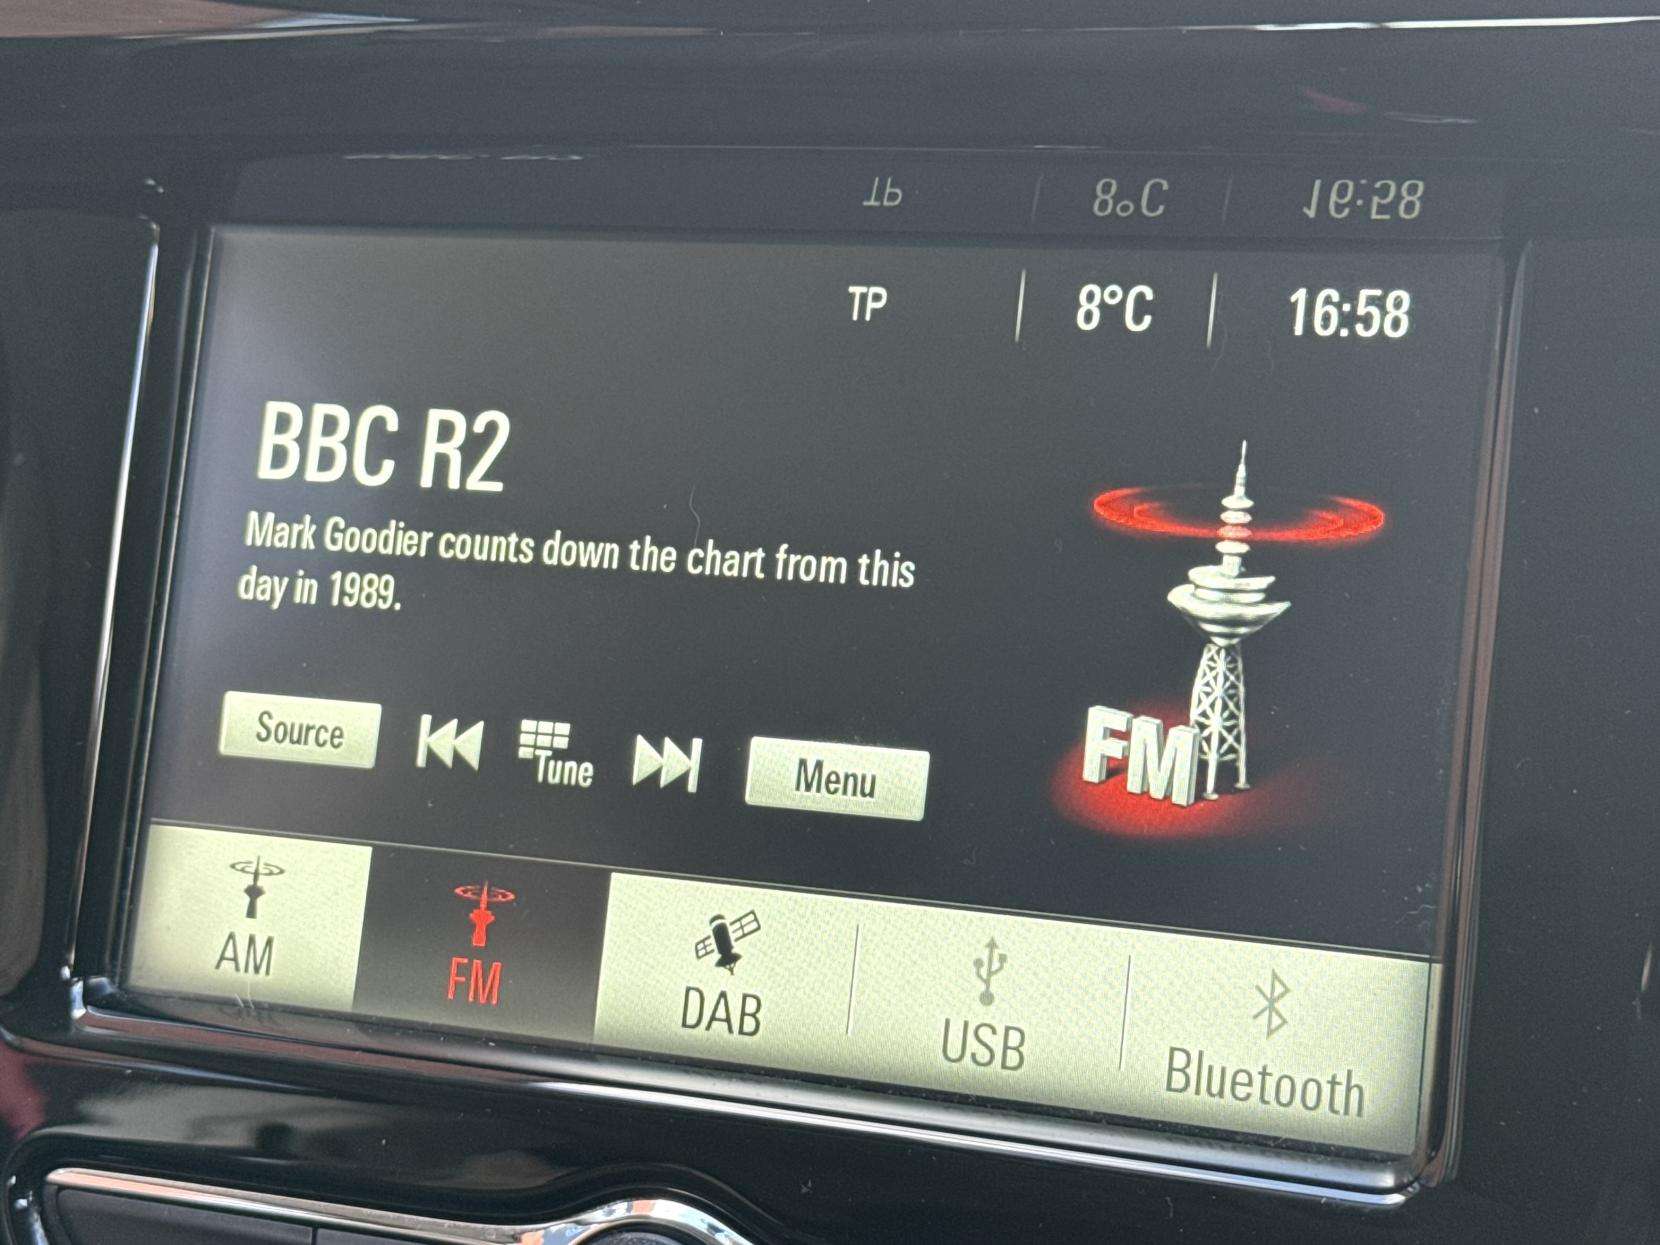 TP 8°C 16:58
BBC R2
Mark Goodier counts down the chart from this
day in 1989.
Source Tune Menu
FM
AM FM DAB USB Bluetooth